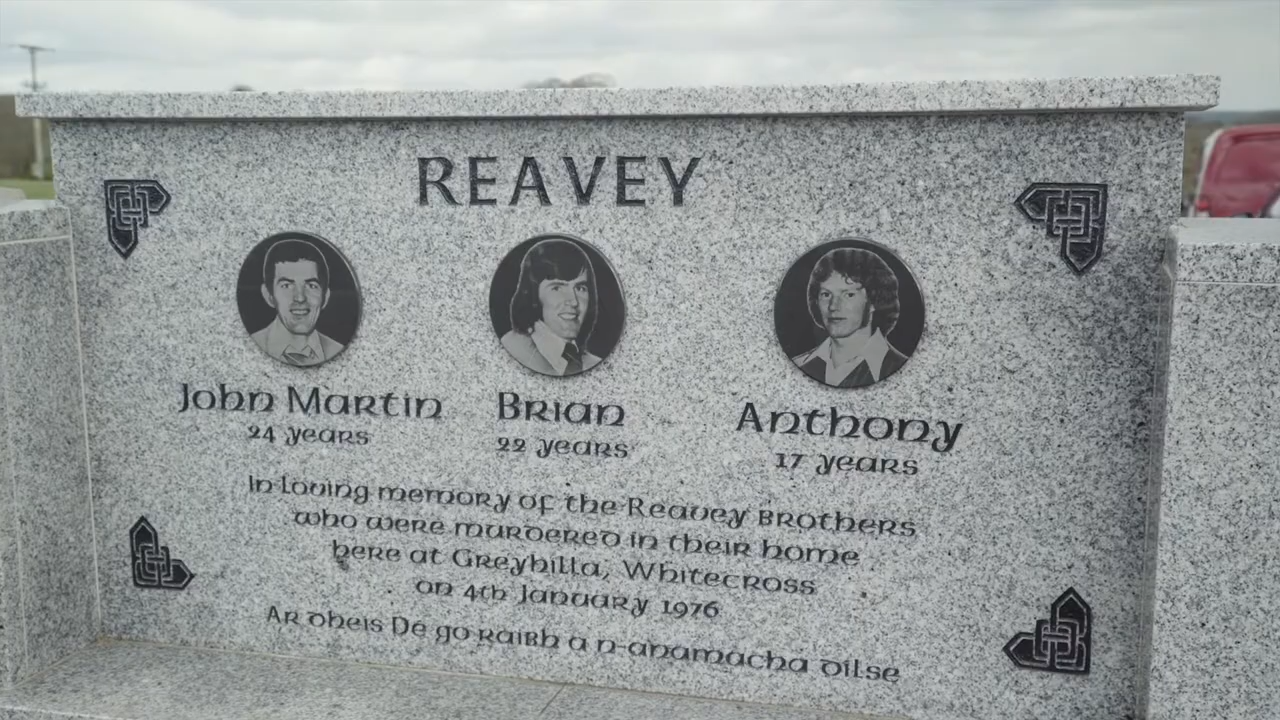 REAVEY
John Martin
24 years
Brian
22 years
Anthony
17 years
In Loving memory of the Reavey Brothers
who were murdered in their home
here at Greyhilla, Whitecross
on 4th January 1976
Ar dheis Dé go raibh a n-anamacha dílse